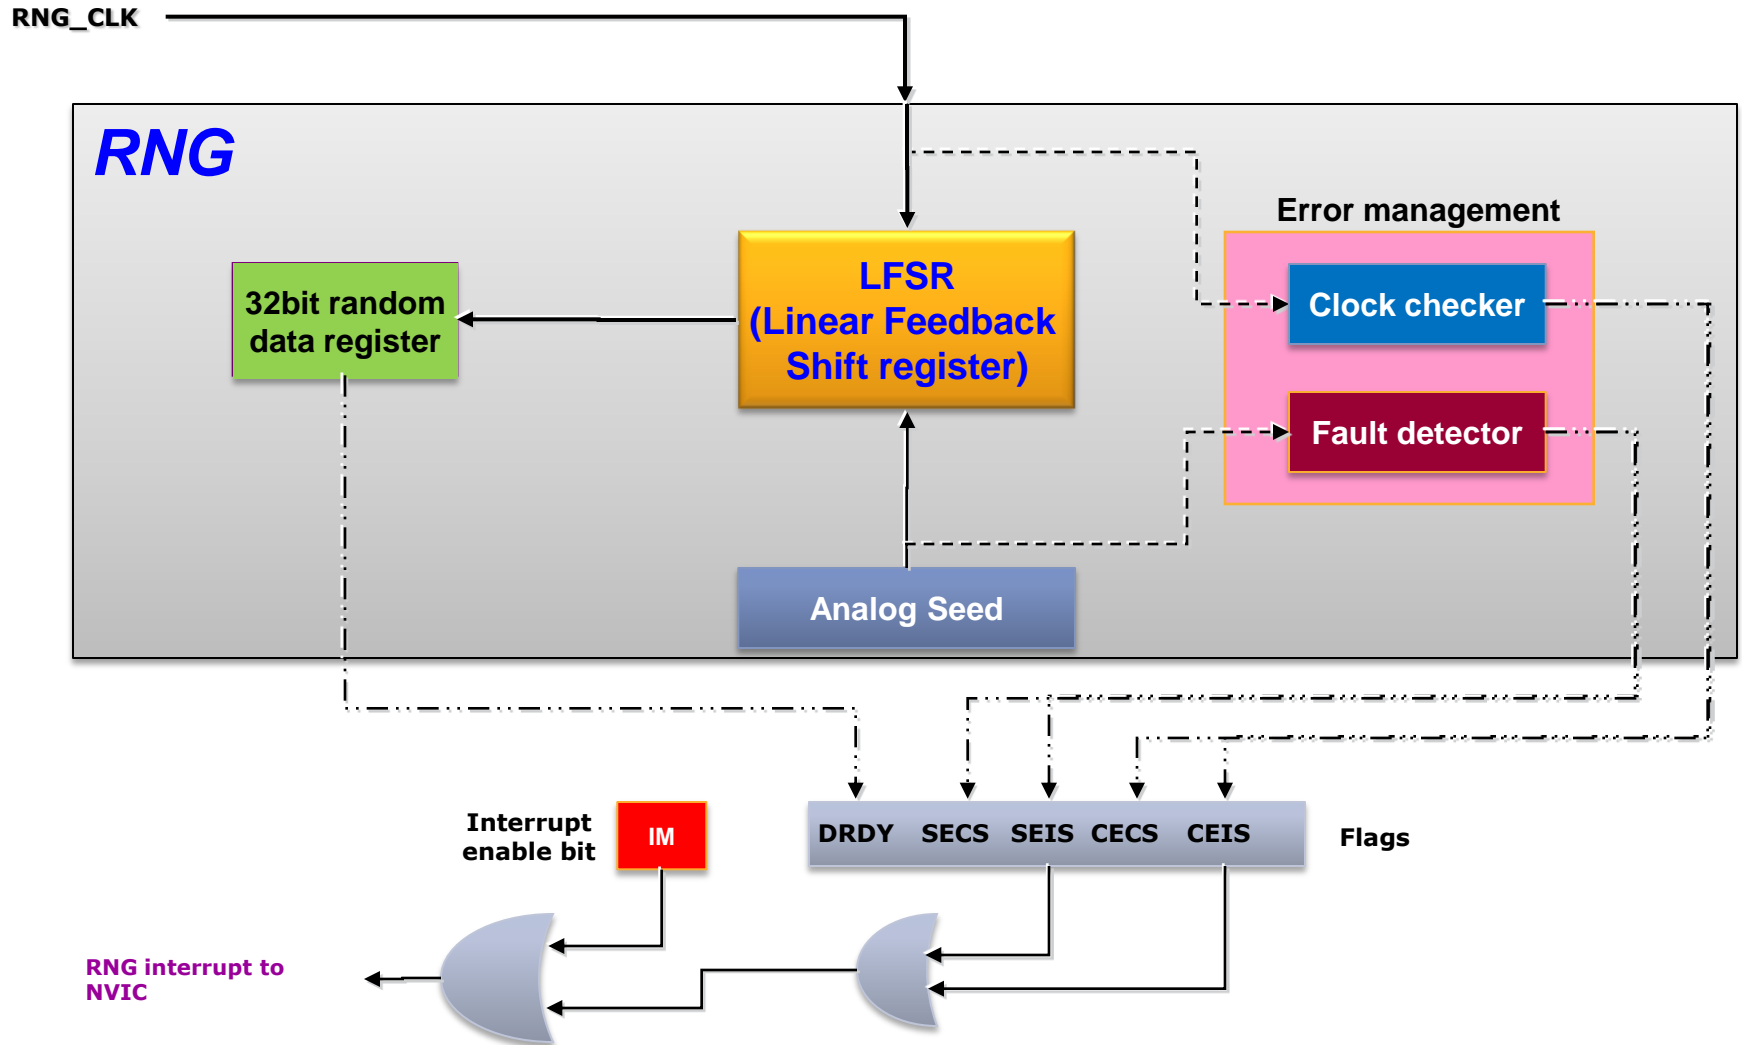 RNG_CLK
RNG
Error management
LFSR
(Linear Feedback
Shift register)
32bit random
data register
Clock checker
Fault detector
Analog Seed
Interrupt
enable bit
IM
DRDY SECS SEIS CECS CEIS
Flags
RNG interrupt to
NVIC